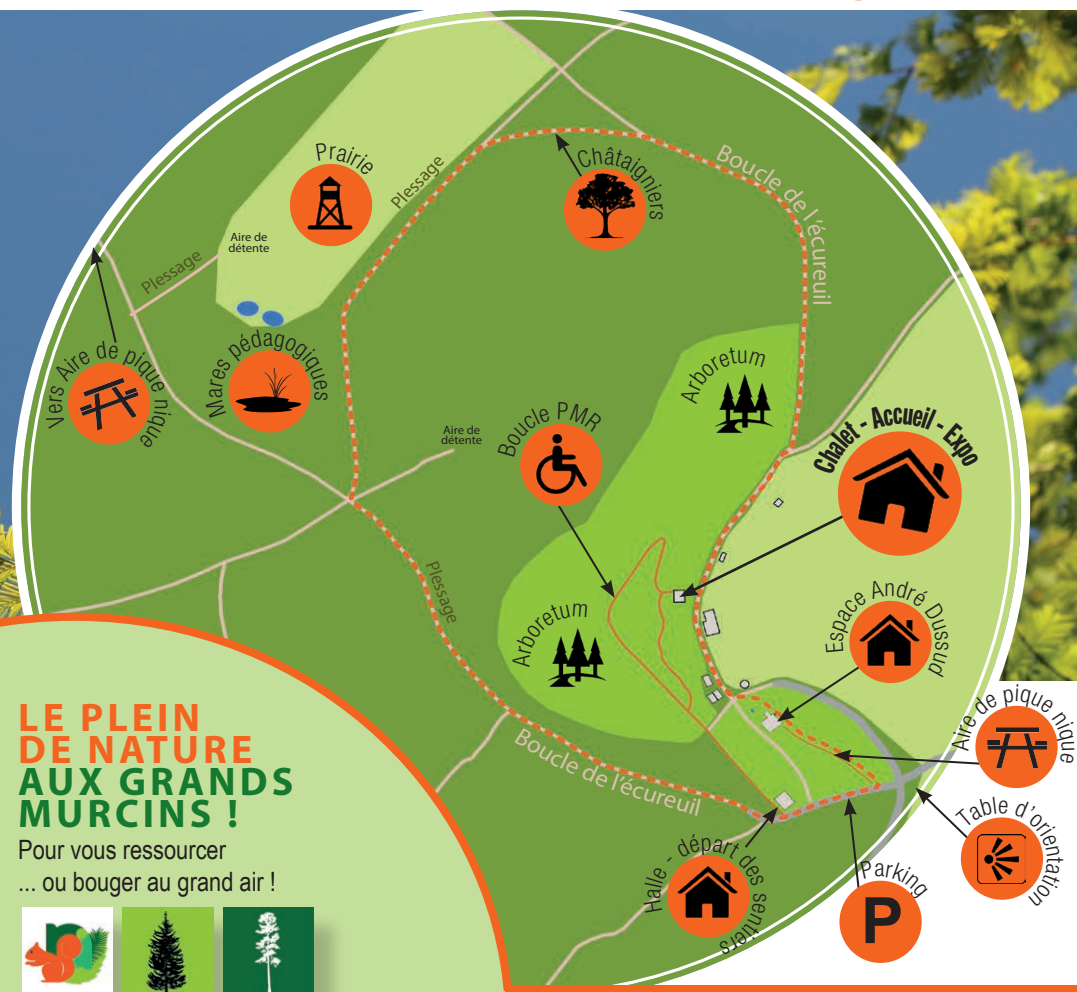 Prairie
Plessage
Châtaigniers
Boucle de l'écureuil
Aire de
détente
Plessage
Vers Aire de pique nique
Mares pédagogiques
Arboretum
Aire de
détente
Boucle PMR
Chalet - Accueil - Expo
Plessage
Arboretum
Espace André Dussud
Aire de pique nique
Boucle de l'écureuil
Table d'orientation
Halle - départ des sentiers
Parking
P
LE PLEIN
DE NATURE
AUX GRANDS
MURCINS !
Pour vous ressourcer
... ou bouger au grand air !